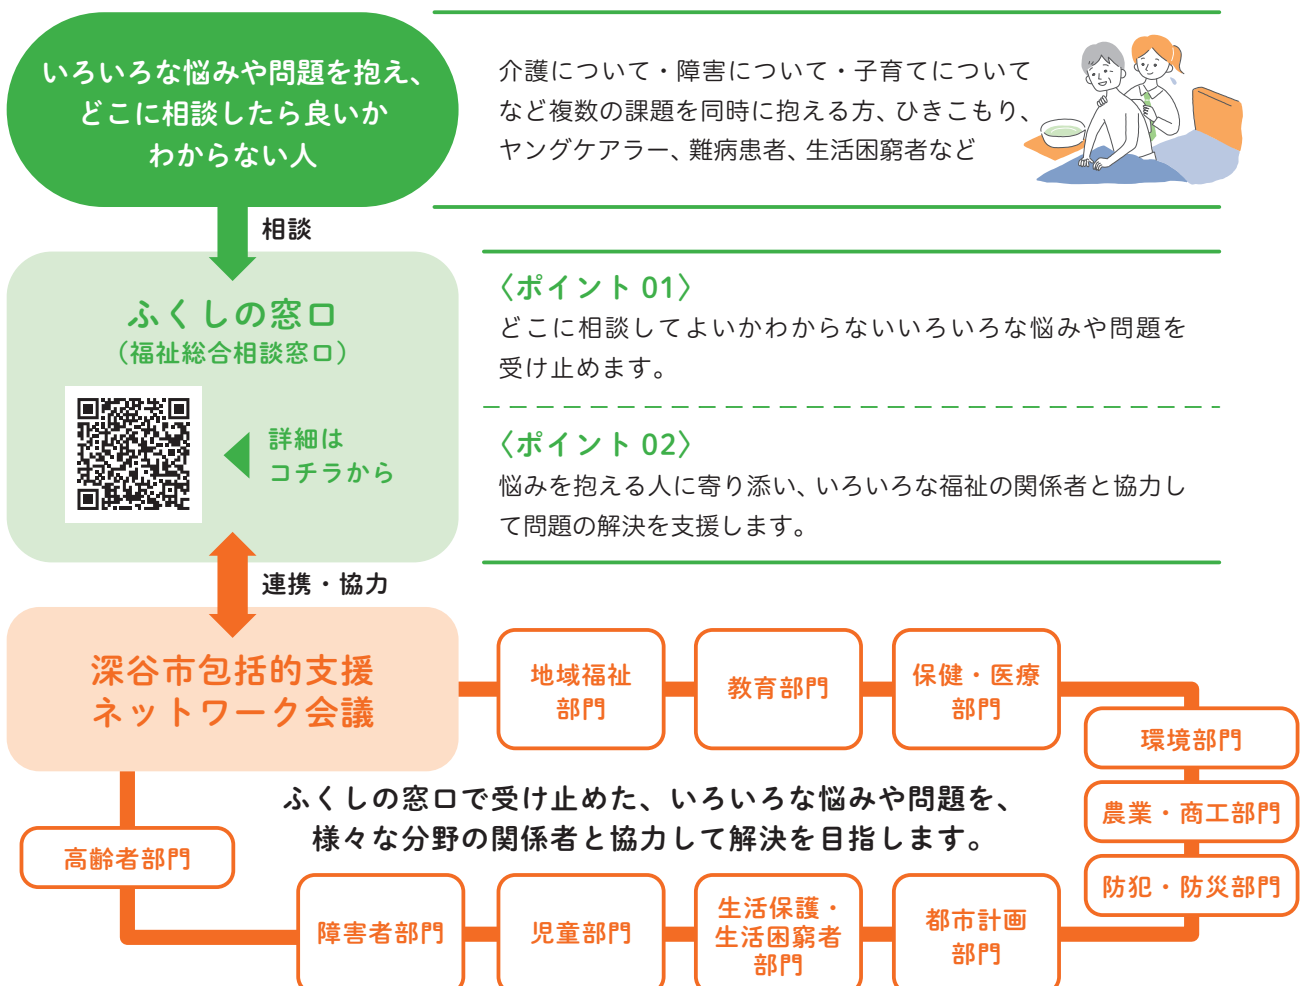 いろいろな悩みや問題を抱え、
どこに相談したら良いか
わからない人
介護について・障害について・子育てについて
など複数の課題を同時に抱える方、ひきこもり、
ヤングケアラー、難病患者、生活困窮者など
相談
ふくしの窓口
（福祉総合相談窓口）
詳細は
コチラから
〈ポイント 01〉
どこに相談してよいかわからないいろいろな悩みや問題を
受け止めます。
〈ポイント 02〉
悩みを抱える人に寄り添い、いろいろな福祉の関係者と協力し
て問題の解決を支援します。
連携・協力
深谷市包括的支援
ネットワーク会議
地域福祉
部門
教育部門
保健・医療
部門
環境部門
農業・商工部門
防犯・防災部門
ふくしの窓口で受け止めた、いろいろな悩みや問題を、
様々な分野の関係者と協力して解決を目指します。
高齢者部門
障害者部門
児童部門
生活保護・
生活困窮者
部門
都市計画
部門